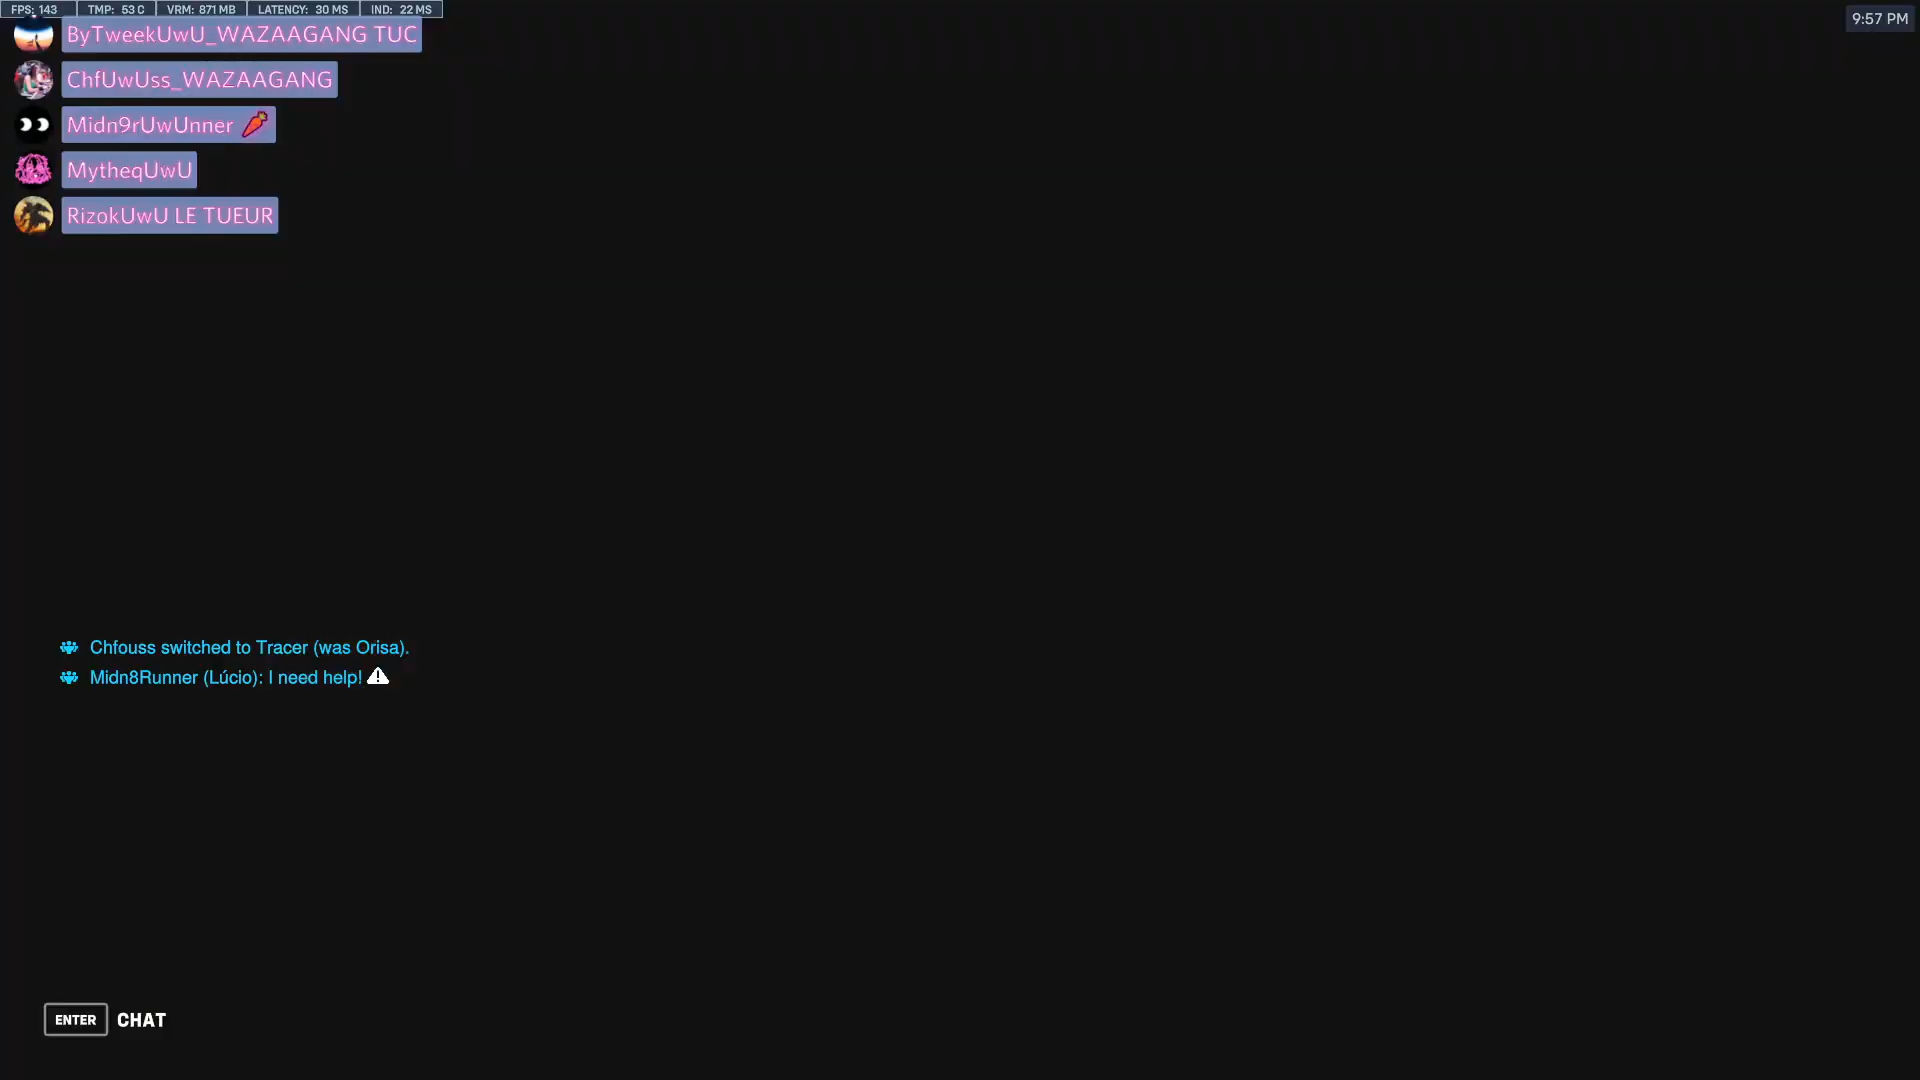 FPS: 143 TMP: 53 C VRM: 871 MB LATENCY: 30 MS IND: 22 MS
9:57 PM
ByTweekUwU_WAZAAGANG TUC
ChfUwUss_WAZAAGANG
Midn9rUwUnner 🥕
MytheqUwU
RizokUwU LE TUEUR
Chfouss switched to Tracer (was Orisa).
Midn8Runner (Lúcio): I need help! ⚠
ENTER CHAT